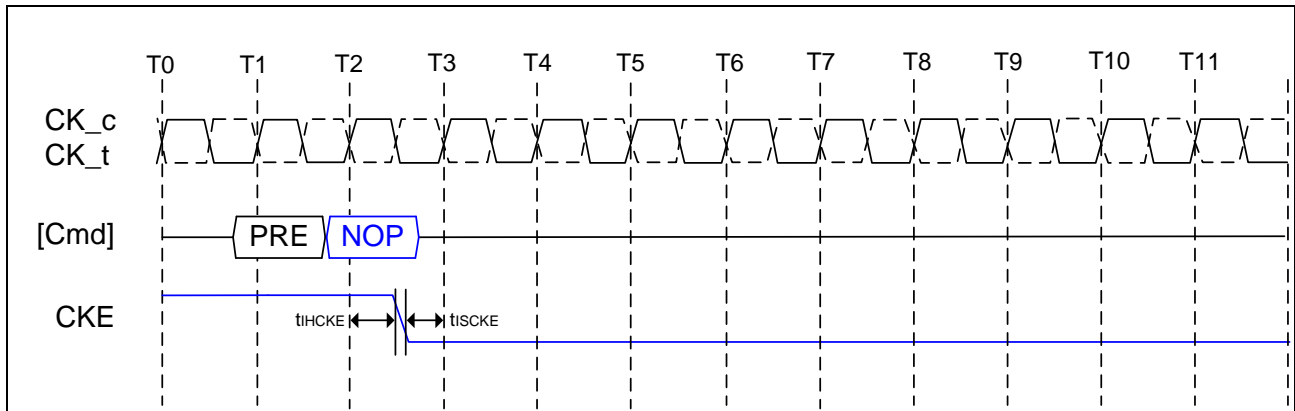 T0 T1 T2 T3 T4 T5 T6 T7 T8 T9 T10 T11
CK_c
CK_t
[Cmd] PRE NOP
CKE tIHCKE tISCKE